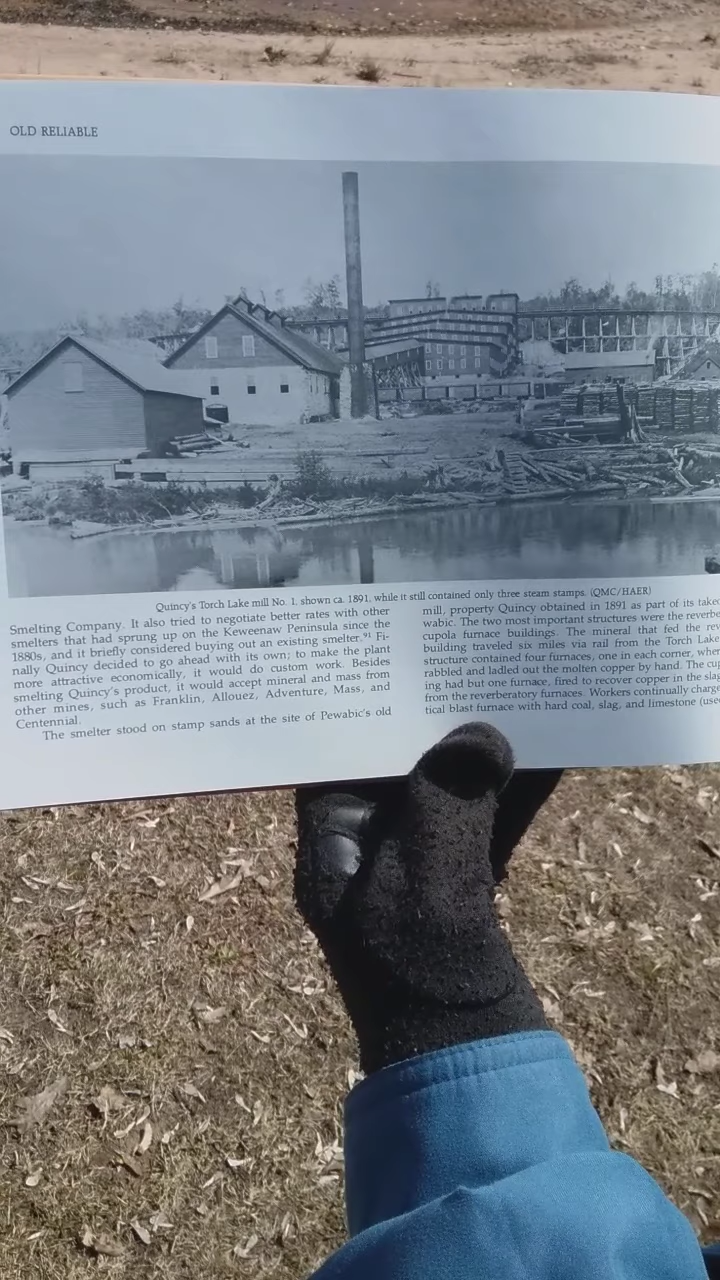 OLD RELIABLE
Quincy's Torch Lake mill No. 1, shown ca. 1891, while it still contained only three steam stamps. (QMC/HAER)
Smelting Company. It also tried to negotiate better rates with other
smelters that had sprung up on the Keweenaw Peninsula since the
1880s, and it briefly considered buying out an existing smelter.⁹¹ Fi-
nally Quincy decided to go ahead with its own; to make the plant
more attractive economically, it would do custom work. Besides
smelting Quincy's product, it would accept mineral and mass from
other mines, such as Franklin, Allouez, Adventure, Mass, and
Centennial.
The smelter stood on stamp sands at the site of Pewabic's old
mill, property Quincy obtained in 1891 as part of its
wabic. The two most important structures were the
cupola furnace buildings. The mineral that fed the
building traveled six miles via rail from the Torch Lake
structure contained four furnaces, one in each corner,
rabbled and ladled out the molten copper by hand. The
ing had but one furnace, fired to recover copper in the slag
from the reverberatory furnaces. Workers continually
tical blast furnace with hard coal, slag, and limestone